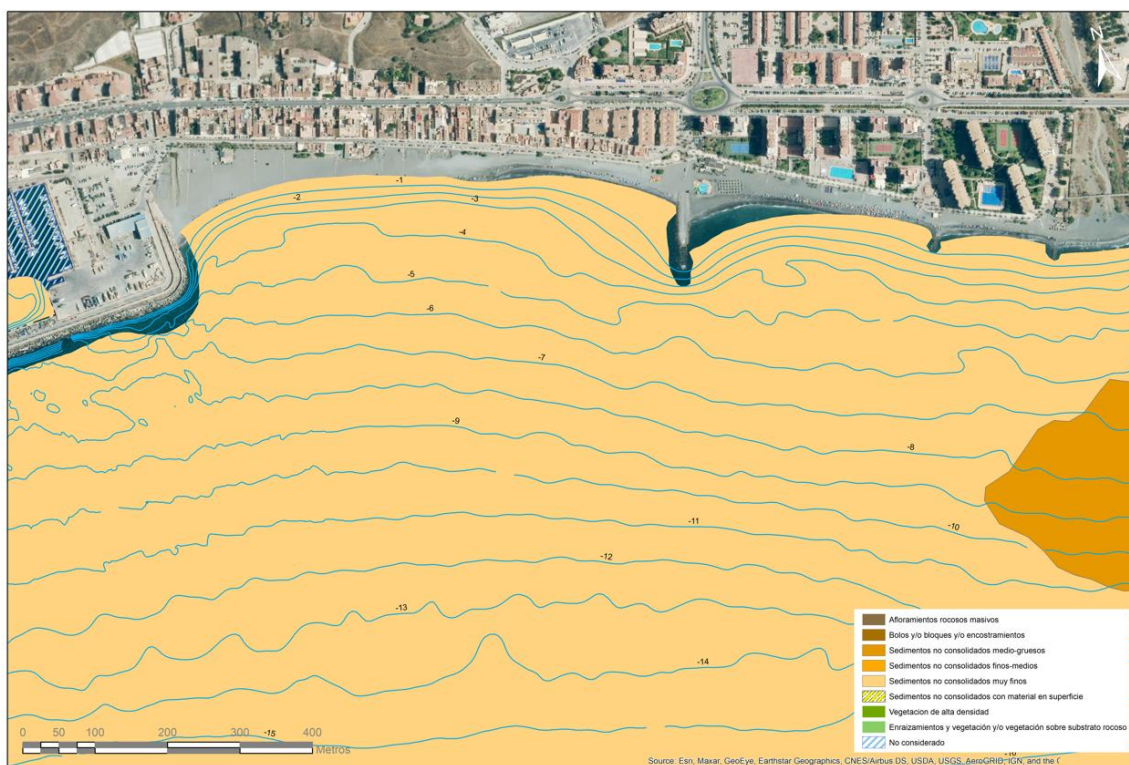 N
-1
-2
-3
-4
-5
-6
-7
-9
-8
-10
-11
-12
-13
-14
-15
-16
Afloramientos rocosos masivos
Bolos y/o bloques y/o encostramientos
Sedimentos no consolidados medio-gruesos
Sedimentos no consolidados finos-medios
Sedimentos no consolidados muy finos
Sedimentos no consolidados con material en superficie
Vegetacion de alta densidad
Enraizamientos y vegetación y/o vegetación sobre substrato rocoso
No considerado
0 50 100 200 300 400
Metros
Source: Esri, Maxar, GeoEye, Earthstar Geographics, CNES/Airbus DS, USDA, USGS, AeroGRID, IGN, and the (